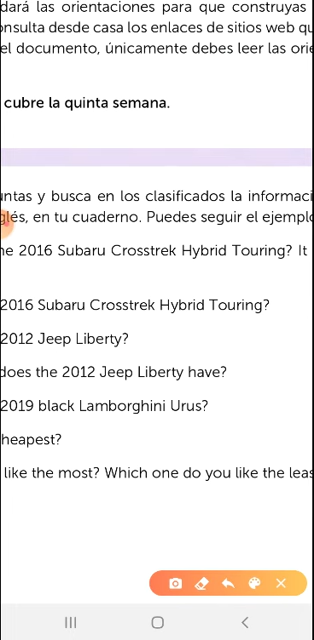 dará las orientaciones para que construyas
onsulta desde casa los enlaces de sitios web qu
el documento, únicamente debes leer las orie
cubre la quinta semana.
untas y busca en los clasificados la informaci
glés, en tu cuaderno. Puedes seguir el ejemplo
he 2016 Subaru Crosstrek Hybrid Touring? It
2016 Subaru Crosstrek Hybrid Touring?
2012 Jeep Liberty?
does the 2012 Jeep Liberty have?
2019 black Lamborghini Urus?
heapest?
like the most? Which one do you like the leas